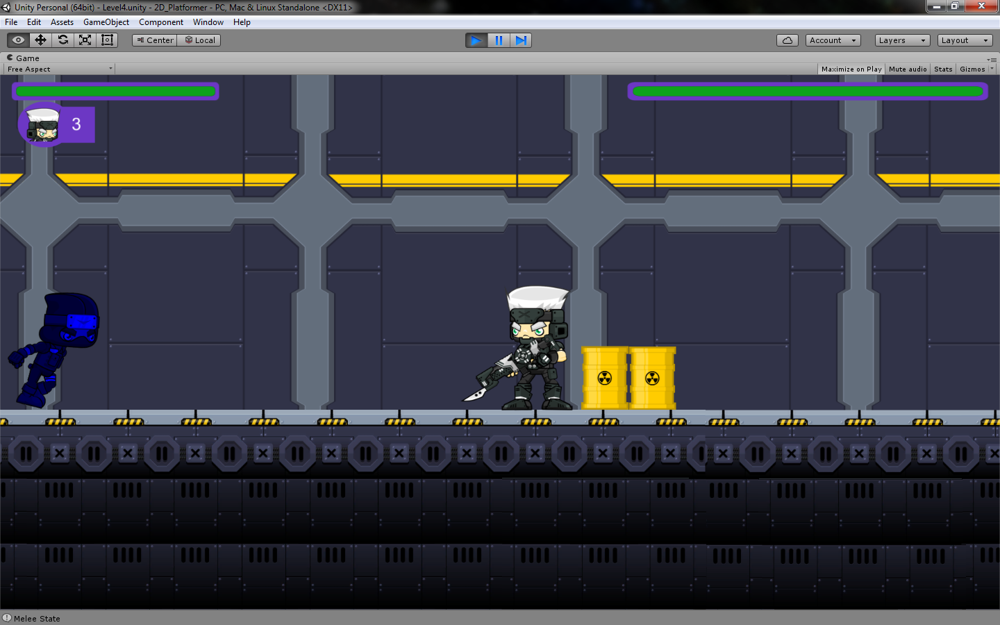 Unity Personal (64bit) - Level4.unity - 2D_Platformer - PC, Mac & Linux Standalone <DX11>
File Edit Assets GameObject Component Window Help
Center Local Account Layers Layout
Game
Free Aspect Maximize on Play Mute audio Stats Gizmos
3
Melee State